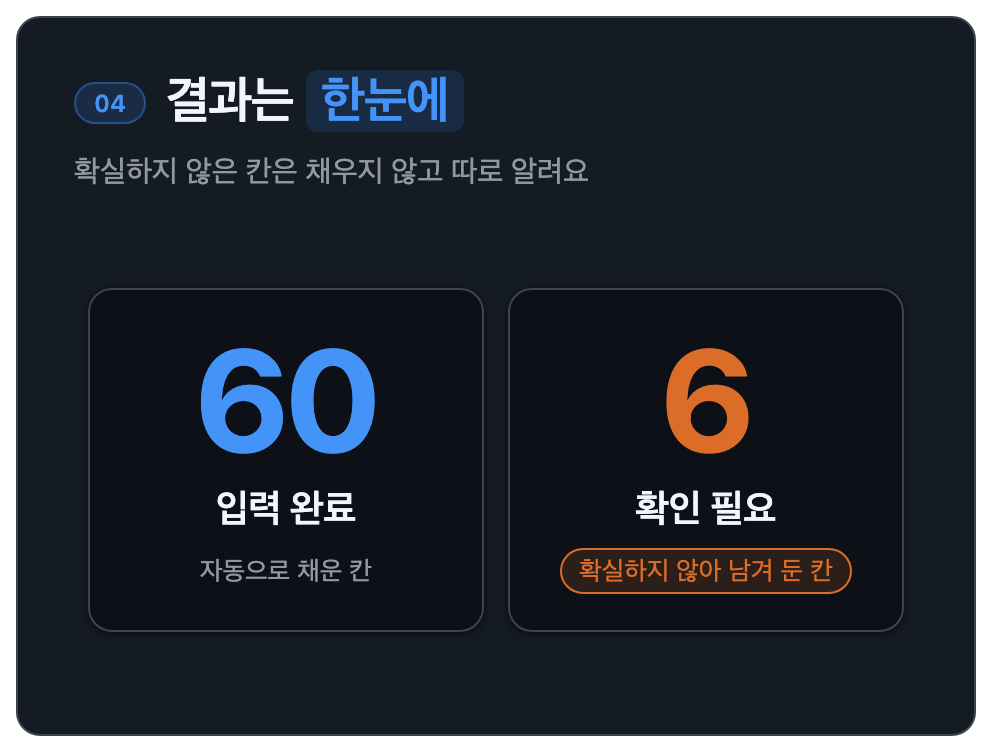 04 결과는 한눈에
확실하지 않은 칸은 채우지 않고 따로 알려요
60
입력 완료
자동으로 채운 칸
6
확인 필요
확실하지 않아 남겨 둔 칸